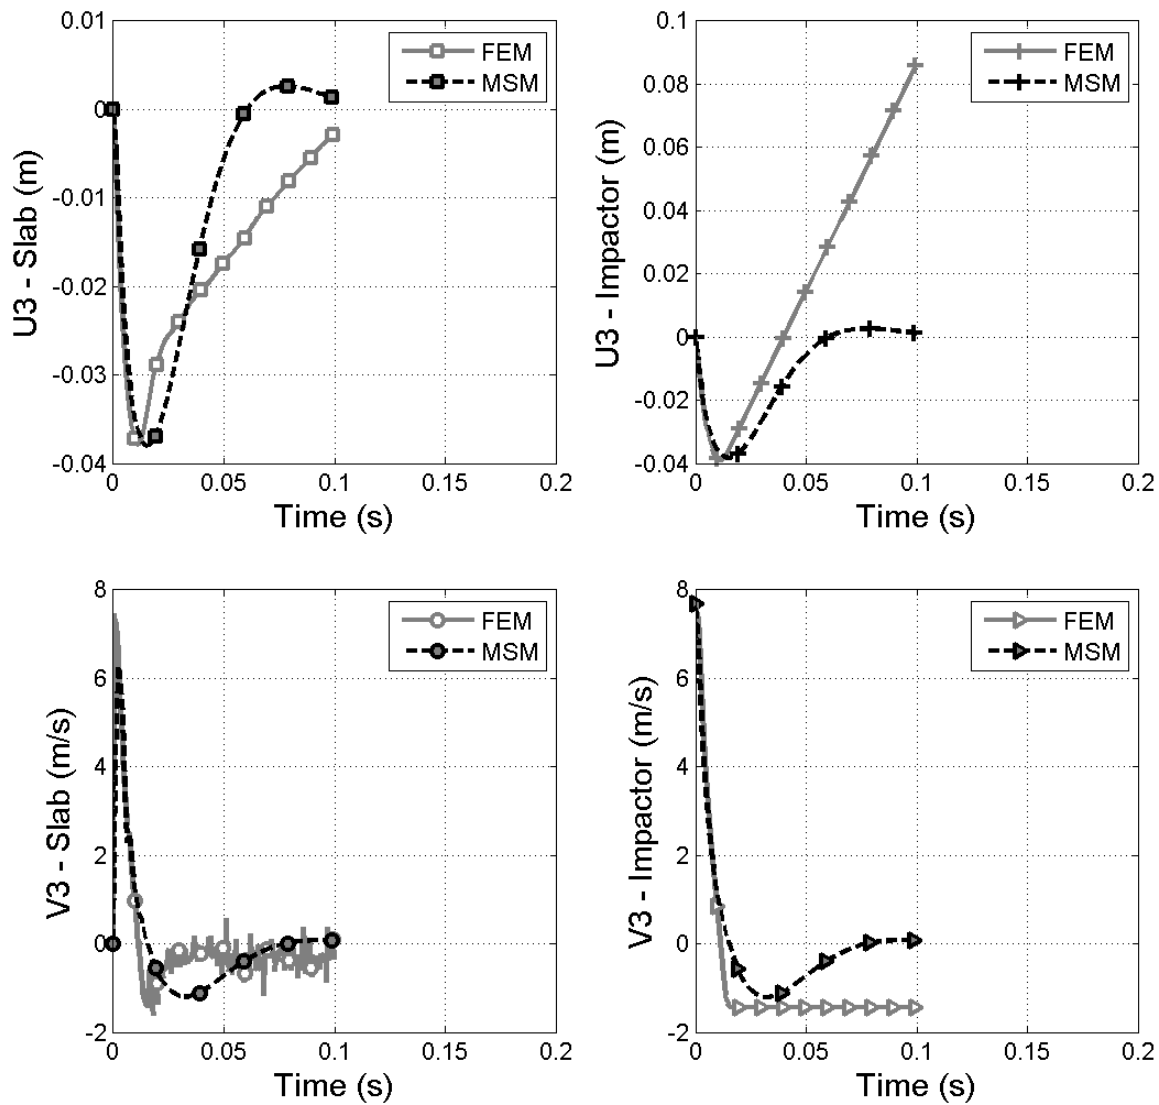 0.01
0
-0.01
-0.02
-0.03
-0.04
U3 - Slab (m)
0 0.05 0.1 0.15 0.2
Time (s)
FEM
MSM
0.1
0.08
0.06
0.04
0.02
0
-0.02
-0.04
U3 - Impactor (m)
0 0.05 0.1 0.15 0.2
Time (s)
FEM
MSM
8
6
4
2
0
-2
V3 - Slab (m/s)
0 0.05 0.1 0.15 0.2
Time (s)
FEM
MSM
8
6
4
2
0
-2
V3 - Impactor (m/s)
0 0.05 0.1 0.15 0.2
Time (s)
FEM
MSM